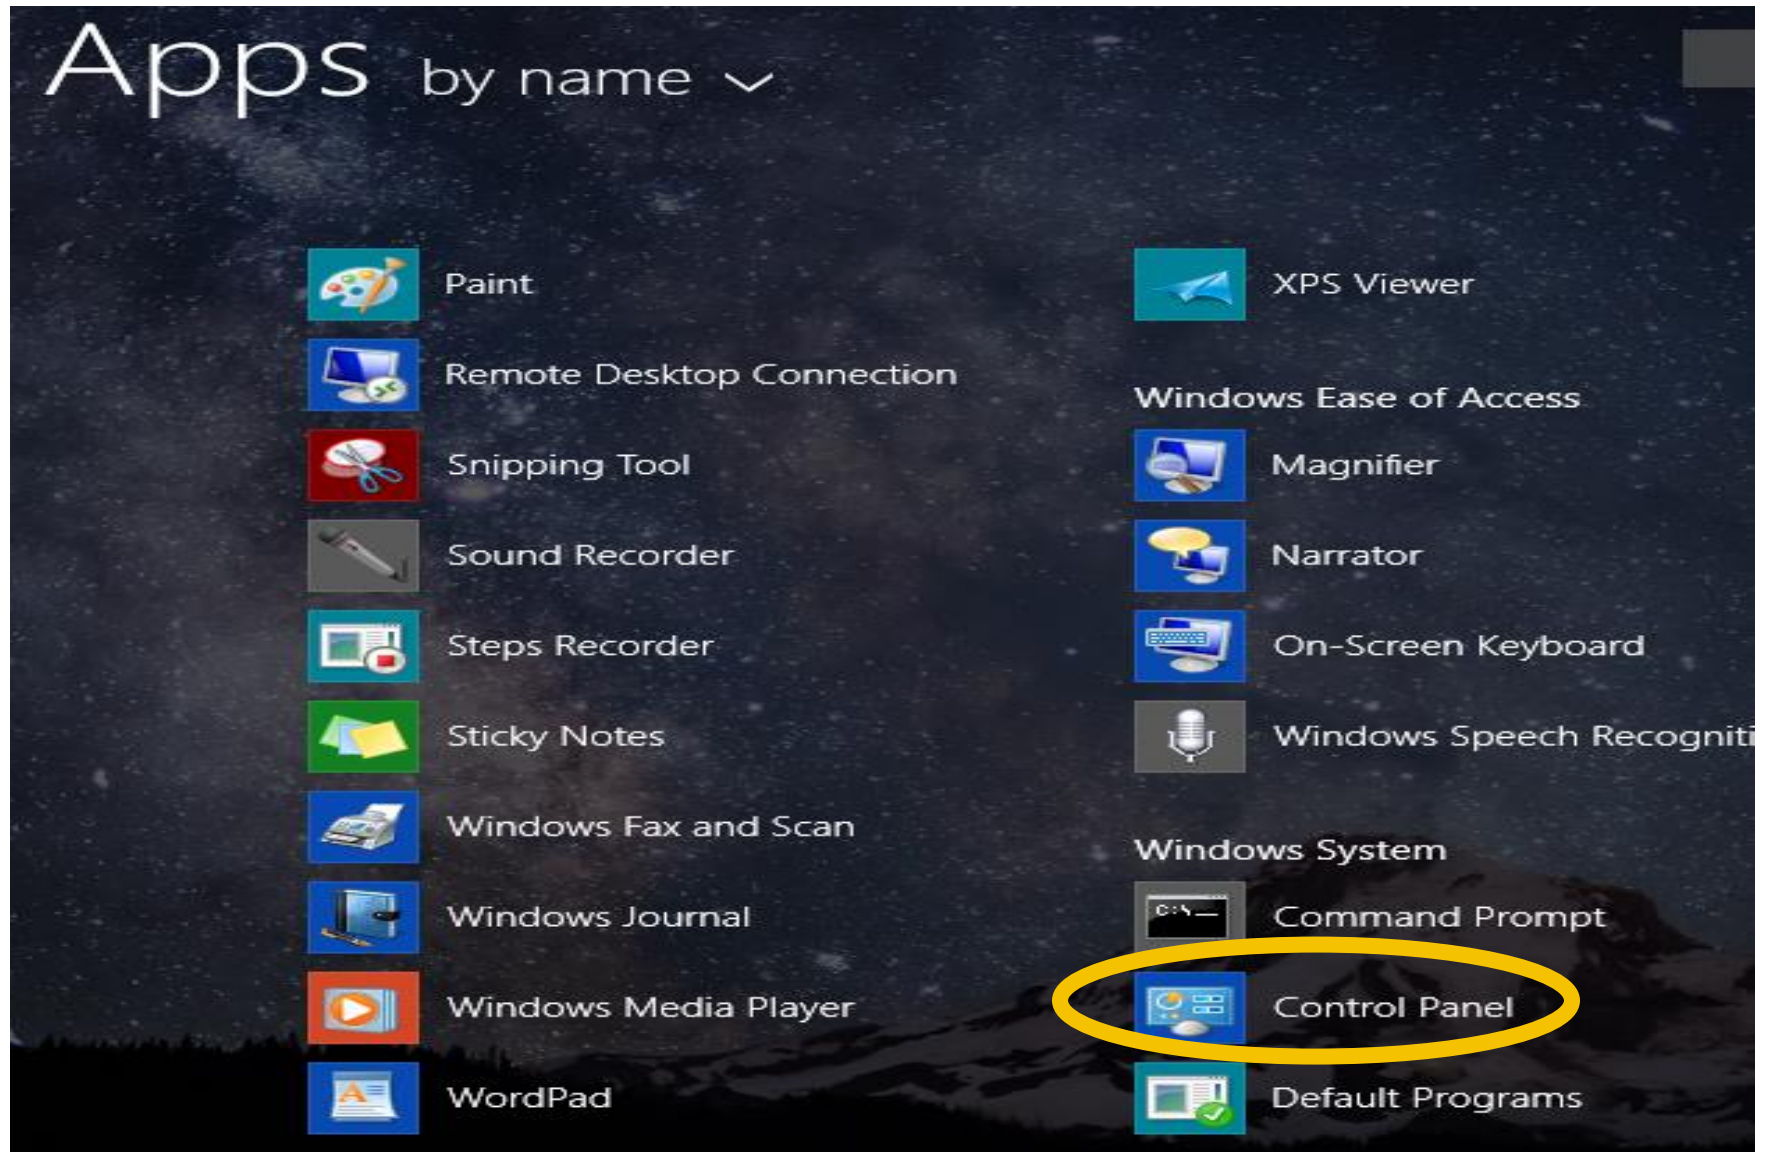 Apps by name
Paint
Remote Desktop Connection
Snipping Tool
Sound Recorder
Steps Recorder
Sticky Notes
Windows Fax and Scan
Windows Journal
Windows Media Player
WordPad
XPS Viewer
Windows Ease of Access
Magnifier
Narrator
On-Screen Keyboard
Windows Speech Recogniti
Windows System
C:\_
Command Prompt
Control Panel
Default Programs